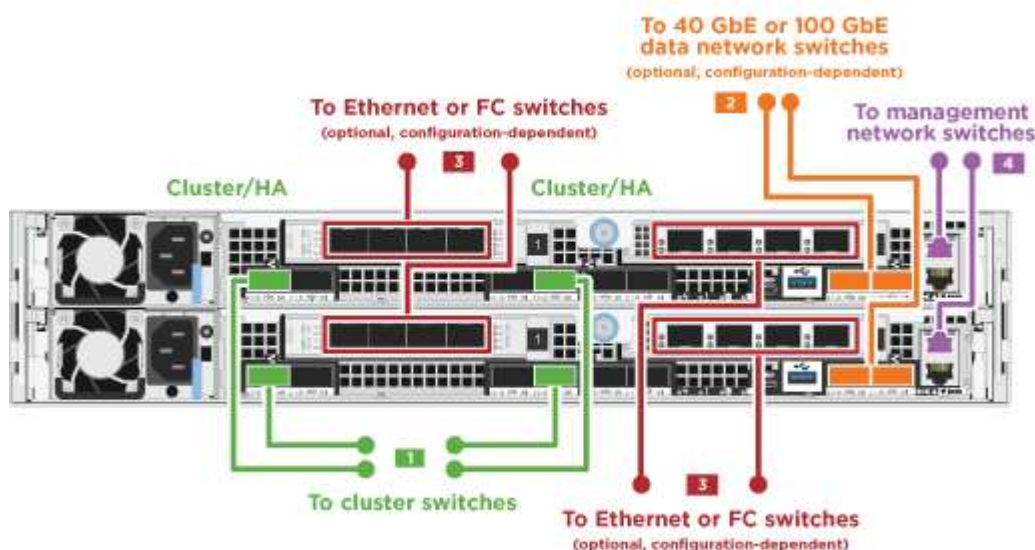 To 40 GbE or 100 GbE
data network switches
(optional, configuration-dependent)
2
To Ethernet or FC switches
(optional, configuration-dependent)
3
To management
network switches
4
Cluster/HA
Cluster/HA
1
1
1
To cluster switches
3
To Ethernet or FC switches
(optional, configuration-dependent)